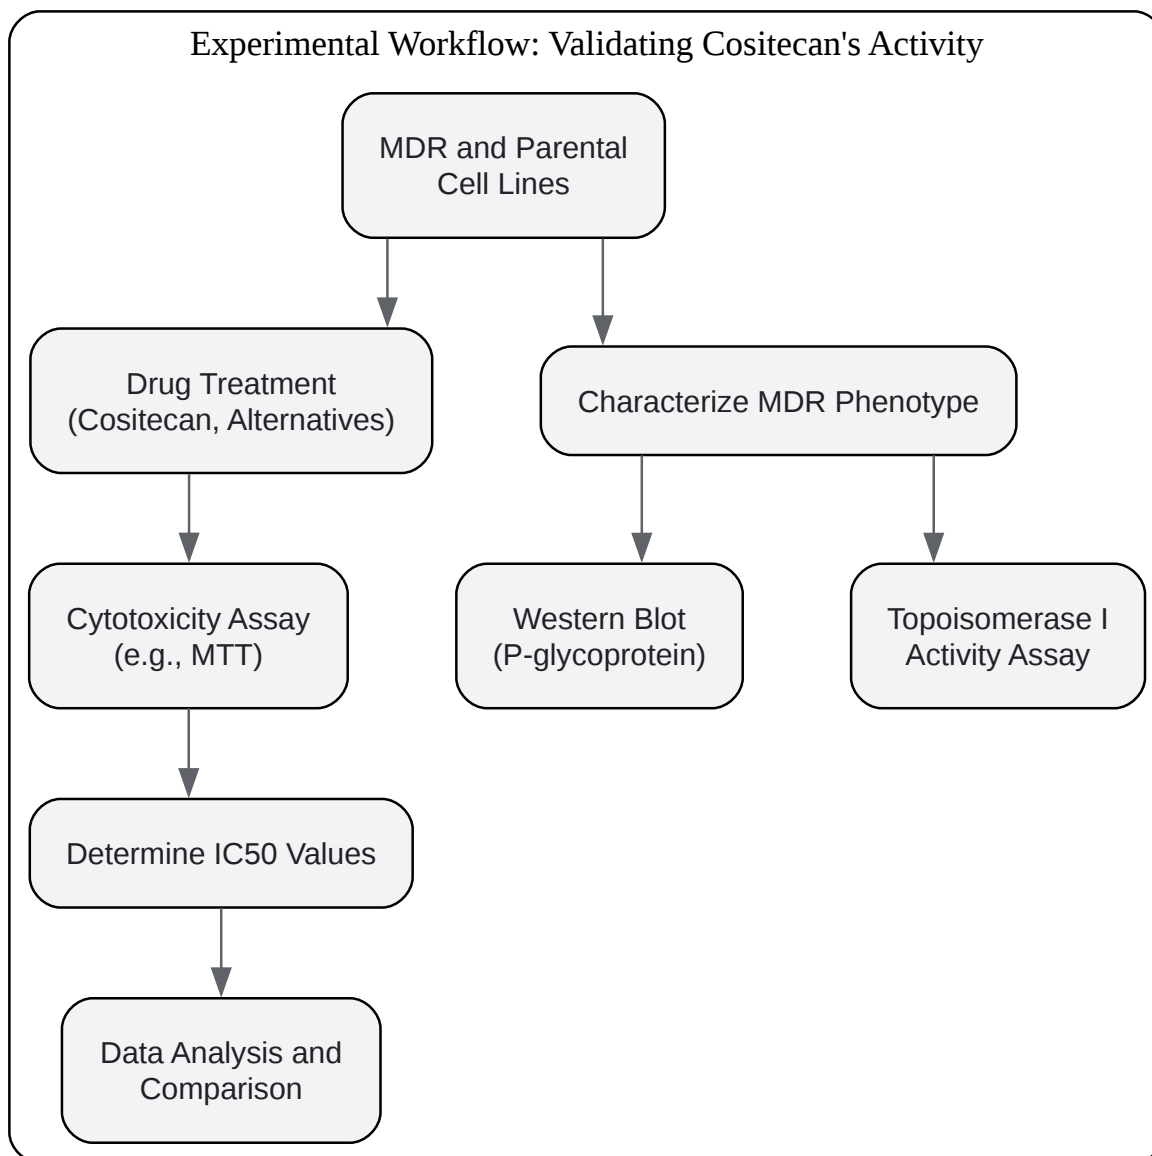 Experimental Workflow: Validating Cositecan's Activity
MDR and Parental
Cell Lines
Drug Treatment
(Cositecan, Alternatives)
Characterize MDR Phenotype
Cytotoxicity Assay
(e.g., MTT)
Western Blot
(P-glycoprotein)
Topoisomerase I
Activity Assay
Determine IC50 Values
Data Analysis and
Comparison